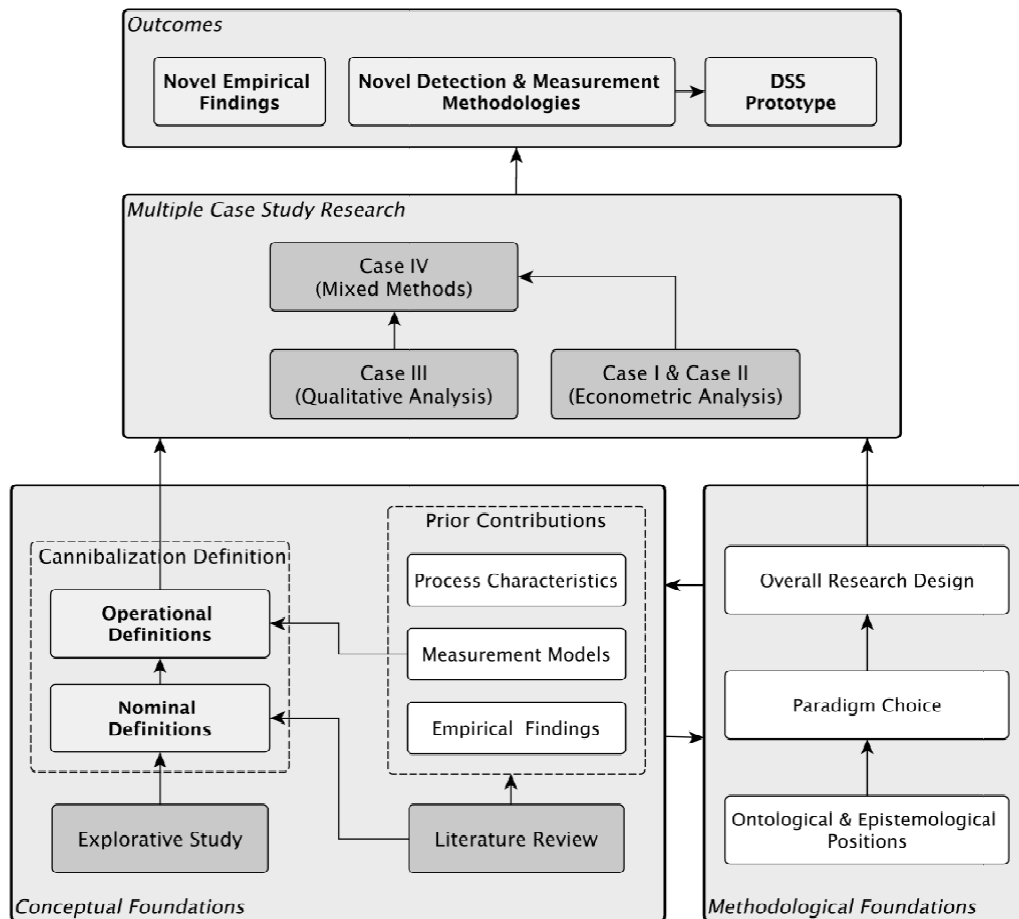 Outcomes
Novel Empirical
Findings
Novel Detection & Measurement
Methodologies
DSS
Prototype
Multiple Case Study Research
Case IV
(Mixed Methods)
Case III
(Qualitative Analysis)
Case I & Case II
(Econometric Analysis)
Cannibalization Definition
Operational
Definitions
Nominal
Definitions
Explorative Study
Prior Contributions
Process Characteristics
Measurement Models
Empirical Findings
Literature Review
Conceptual Foundations
Overall Research Design
Paradigm Choice
Ontological & Epistemological
Positions
Methodological Foundations